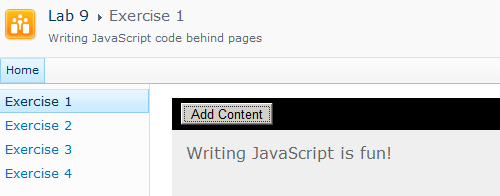 Lab 9 ▸ Exercise 1
Writing JavaScript code behind pages
Home
Exercise 1
Exercise 2
Exercise 3
Exercise 4
Add Content
Writing JavaScript is fun!